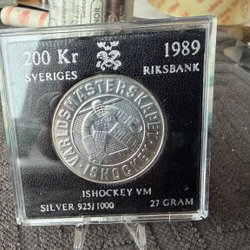 200 Kr 1989
SVERIGES RIKSBANK
VÄRLDSMÄSTERSKAPET
ISHOCKEY
ISHOCKEY VM
SILVER 925/1000 27 GRAM